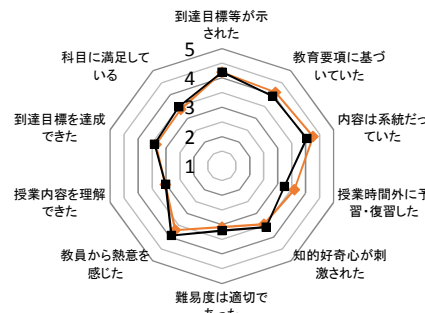 到達目標等が示
された
教育要項に基づ
いていた
内容は系統だっ
ていた
授業時間外に予
習・復習した
知的好奇心が刺
激された
難易度は適切で
あった
教員から熱意を
感じた
授業内容を理解
できた
到達目標を達成
できた
科目に満足して
いる
5
4
3
2
1